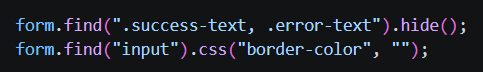 form.find(".success-text, .error-text").hide();
form.find("input").css("border-color", "");